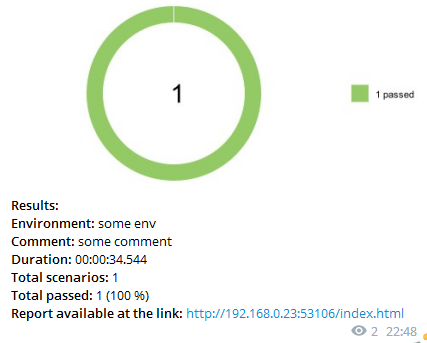 1
1 passed
Results:
Environment: some env
Comment: some comment
Duration: 00:00:34.544
Total scenarios: 1
Total passed: 1 (100 %)
Report available at the link: http://192.168.0.23:53106/index.html
2 22:48